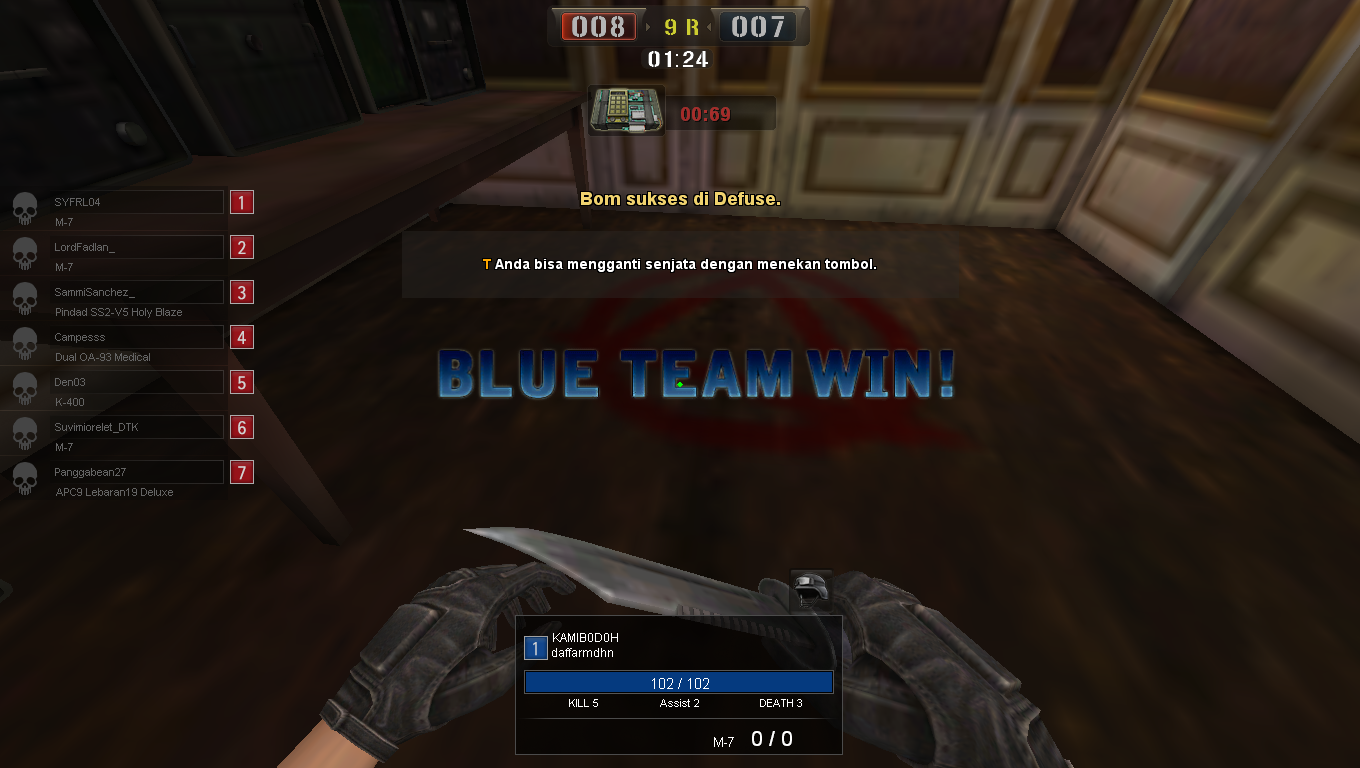 008 9 R 007
01:24
00:69
Bom sukses di Defuse.
T Anda bisa mengganti senjata dengan menekan tombol.
BLUE TEAM WIN!
SYFRL04 1
M-7
LordFadlan_ 2
M-7
SammiSanchez_ 3
Pindad SS2-V5 Holy Blaze
Campesss 4
Dual OA-93 Medical
Den03 5
K-400
Suvimiorelet_DTK 6
M-7
Panggabean27 7
APC9 Lebaran19 Deluxe
1 KAMIB0D0H
daffarmdhn
102 / 102
KILL 5 Assist 2 DEATH 3
M-7 0 / 0